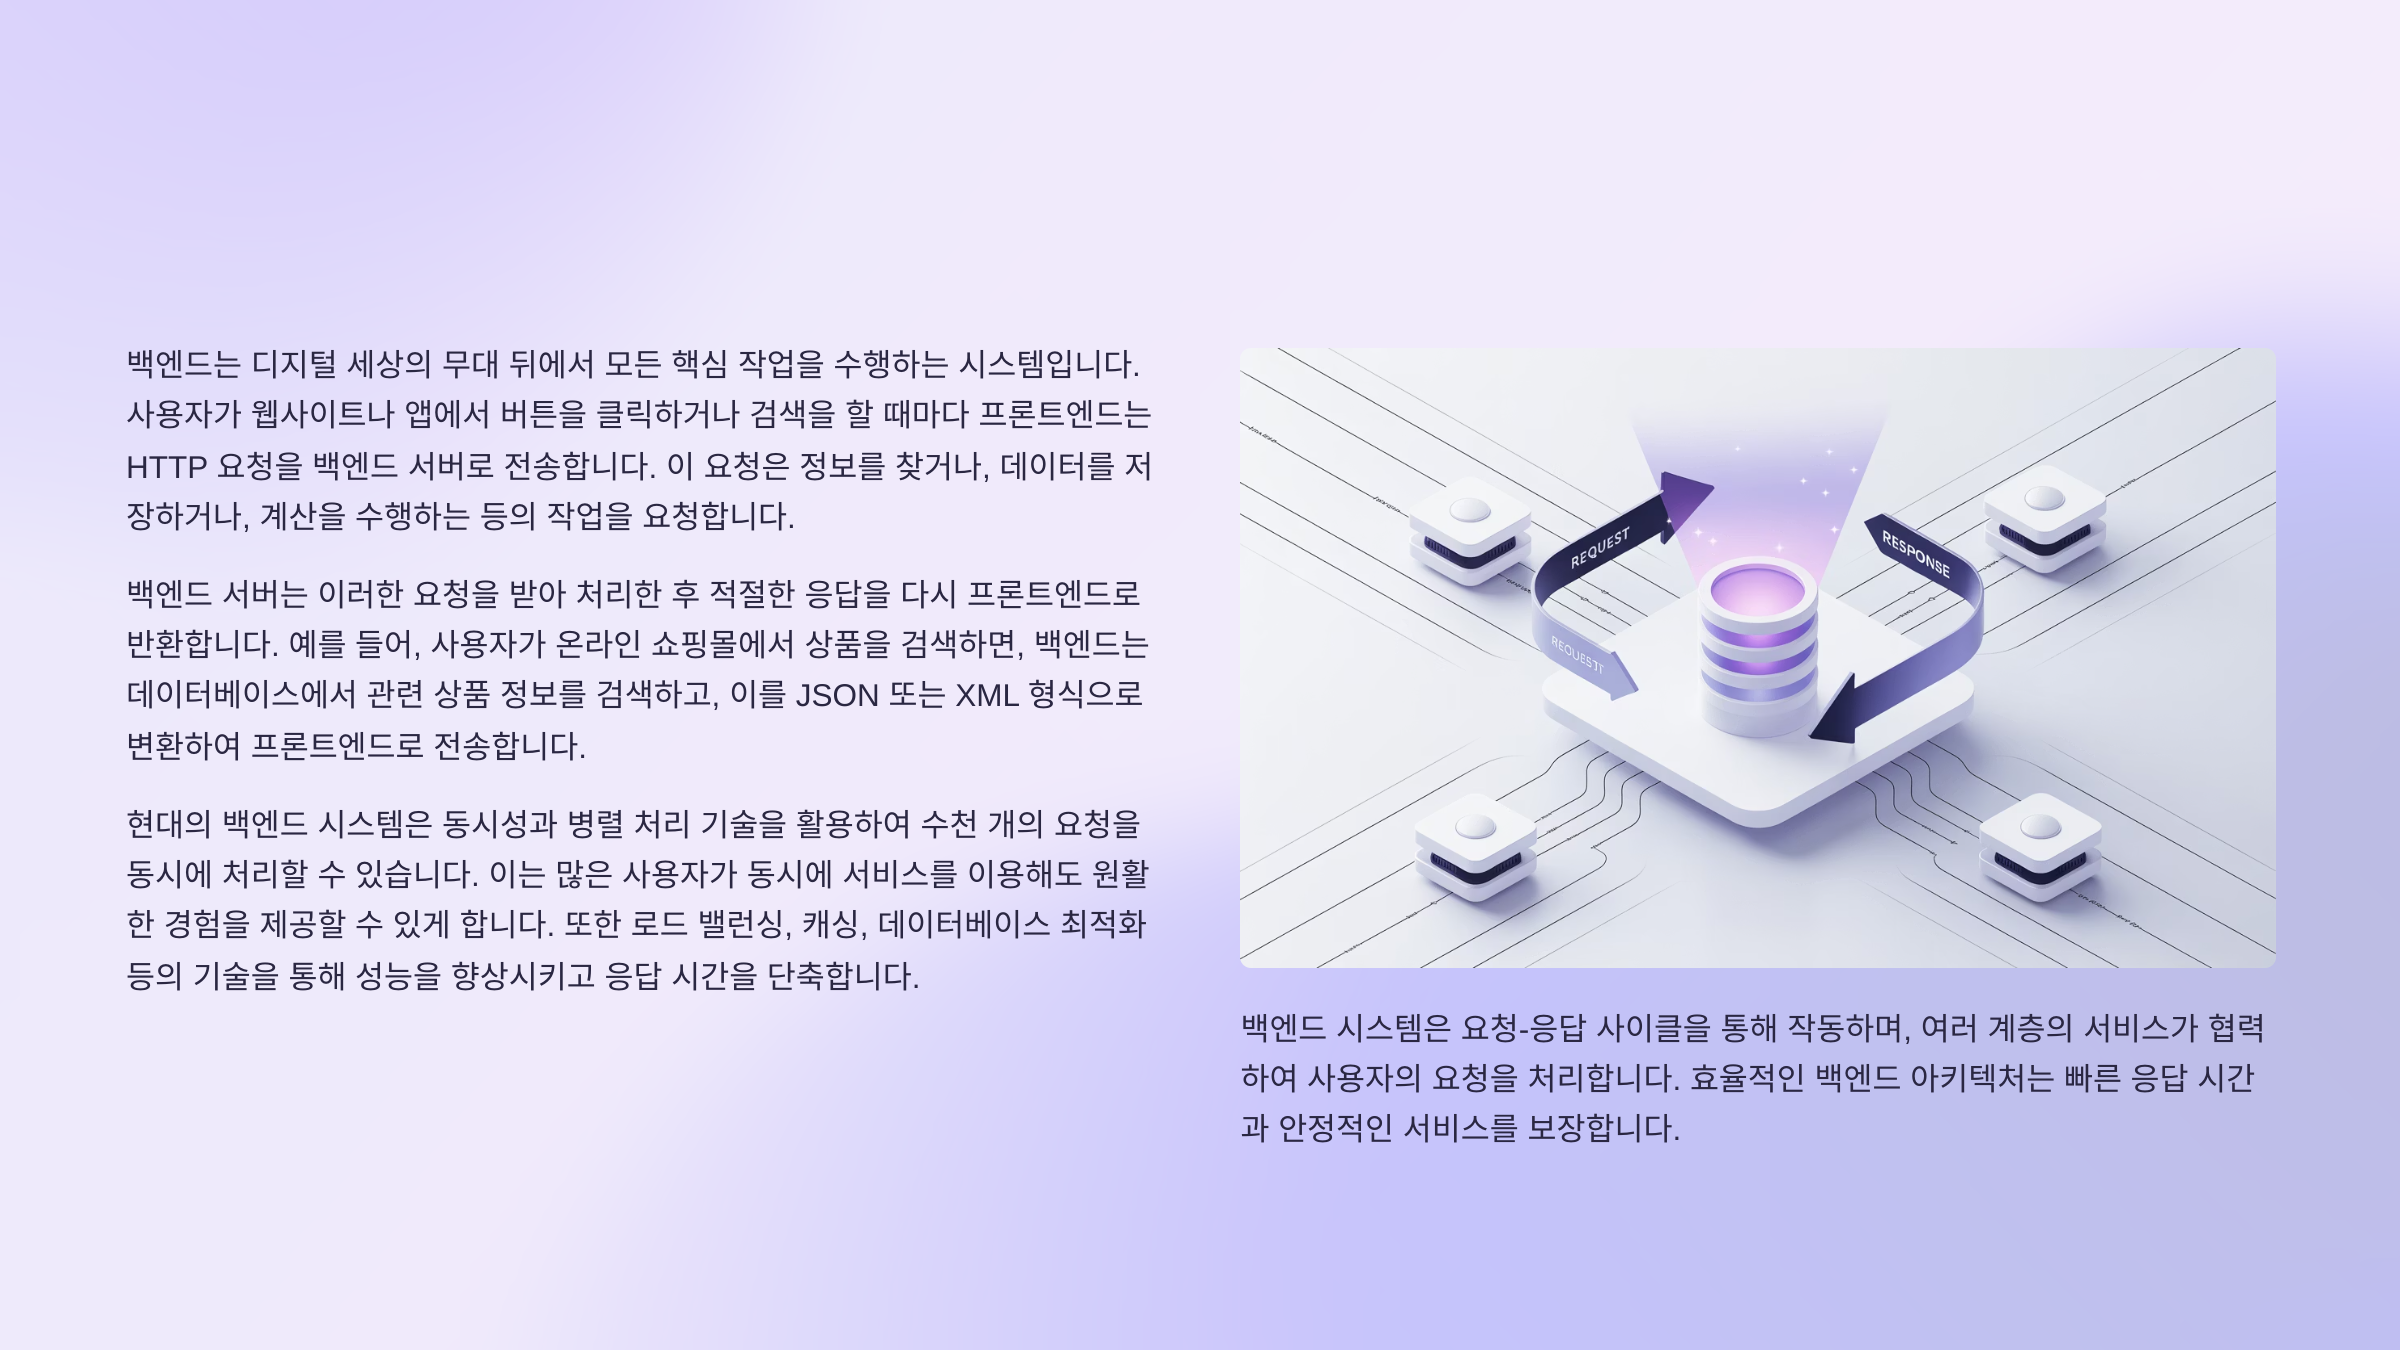 백엔드는 디지털 세상의 무대 뒤에서 모든 핵심 작업을 수행하는 시스템입니다.
사용자가 웹사이트나 앱에서 버튼을 클릭하거나 검색을 할 때마다 프론트엔드는
HTTP 요청을 백엔드 서버로 전송합니다. 이 요청은 정보를 찾거나, 데이터를 저
장하거나, 계산을 수행하는 등의 작업을 요청합니다.
백엔드 서버는 이러한 요청을 받아 처리한 후 적절한 응답을 다시 프론트엔드로
반환합니다. 예를 들어, 사용자가 온라인 쇼핑몰에서 상품을 검색하면, 백엔드는
데이터베이스에서 관련 상품 정보를 검색하고, 이를 JSON 또는 XML 형식으로
변환하여 프론트엔드로 전송합니다.
현대의 백엔드 시스템은 동시성과 병렬 처리 기술을 활용하여 수천 개의 요청을
동시에 처리할 수 있습니다. 이는 많은 사용자가 동시에 서비스를 이용해도 원활
한 경험을 제공할 수 있게 합니다. 또한 로드 밸런싱, 캐싱, 데이터베이스 최적화
등의 기술을 통해 성능을 향상시키고 응답 시간을 단축합니다.
REQUEST
RESPONSE
REQUESTT
백엔드 시스템은 요청-응답 사이클을 통해 작동하며, 여러 계층의 서비스가 협력
하여 사용자의 요청을 처리합니다. 효율적인 백엔드 아키텍처는 빠른 응답 시간
과 안정적인 서비스를 보장합니다.